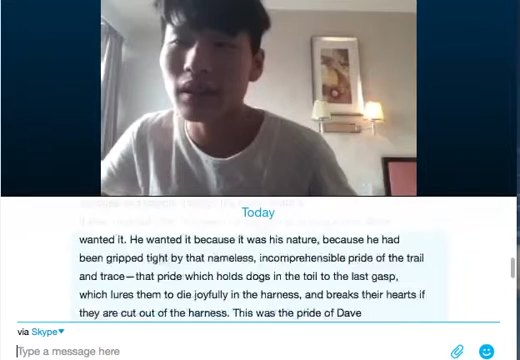 Today
wanted it. He wanted it because it was his nature, because he had
been gripped tight by that nameless, incomprehensible pride of the trail
and trace—that pride which holds dogs in the toil to the last gasp,
which lures them to die joyfully in the harness, and breaks their hearts if
they are cut out of the harness. This was the pride of Dave
via Skype▾
Type a message here